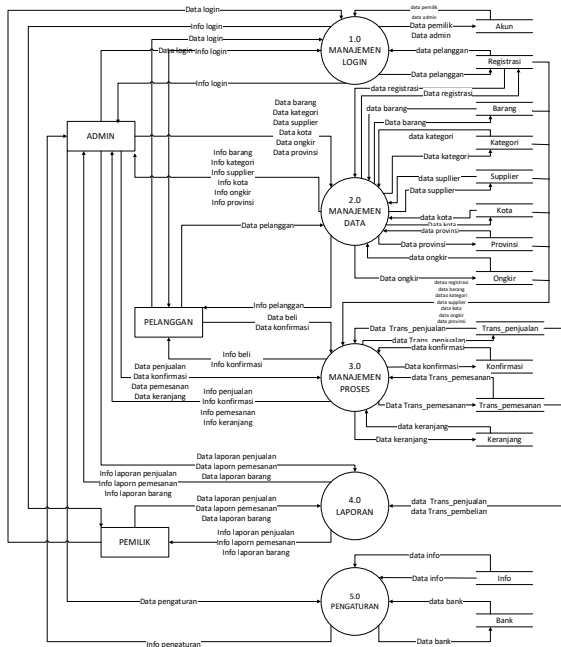 Data login
Info login
Data login
Data login
Info login
Info login
1.0
MANAJEMEN
LOGIN
data pemilik
data admin
Data pemilik
Data admin
Akun
data pelanggan
Registrasi
Data pelanggan
data registrasi
Data registrasi
ADMIN
Data barang
Data kategori
Data supplier
Data kota
Data ongkir
Data provinsi
Info barang
Info kategori
Info supplier
Info kota
Info ongkir
Info provinsi
data barang
Barang
Data barang
data kategori
Kategori
Data kategori
data supllier
Supplier
Data supplier
2.0
MANAJEMEN
DATA
data kota
Kota
Data kota
data provinsi
Data provinsi
Provinsi
data ongkir
Data ongkir
Ongkir
Data pelanggan
Info pelanggan
PELANGGAN
Data beli
Data konfirmasi
Info beli
Info konfirmasi
datao registrasi
data barang
datao kategori
data supplier
data kota
data ongkir
data provinsi
Data Trans_penjualan
Trans_penjualan
data Trans_penjualan
data konfirmasi
Data konfirmasi
Konfirmasi
data Trans_pemesanan
Data Trans_pemesanan
Trans_pemesanan
data keranjang
Data keranjang
Keranjang
3.0
MANAJEMEN
PROSES
Data penjualan
Data konfirmasi
Data pemesanan
Data keranjang
Info penjualan
Info konfirmasi
Info pemesanan
Info keranjang
Data laporan penjualan
Data laporn pemesanan
Data laporan barang
Info laporan penjualan
Info laporn pemesanan
Info laporan barang
Data laporan penjualan
Data laporn pemesanan
Data laporan barang
PEMILIK
Info laporan penjualan
Info laporn pemesanan
Info laporan barang
4.0
LAPORAN
data Trans_penjualan
data Trans_pembelian
data info
Data info
Info
5.0
PENGATURAN
data bank
Bank
Data bank
Data pengaturan
Info pengaturan